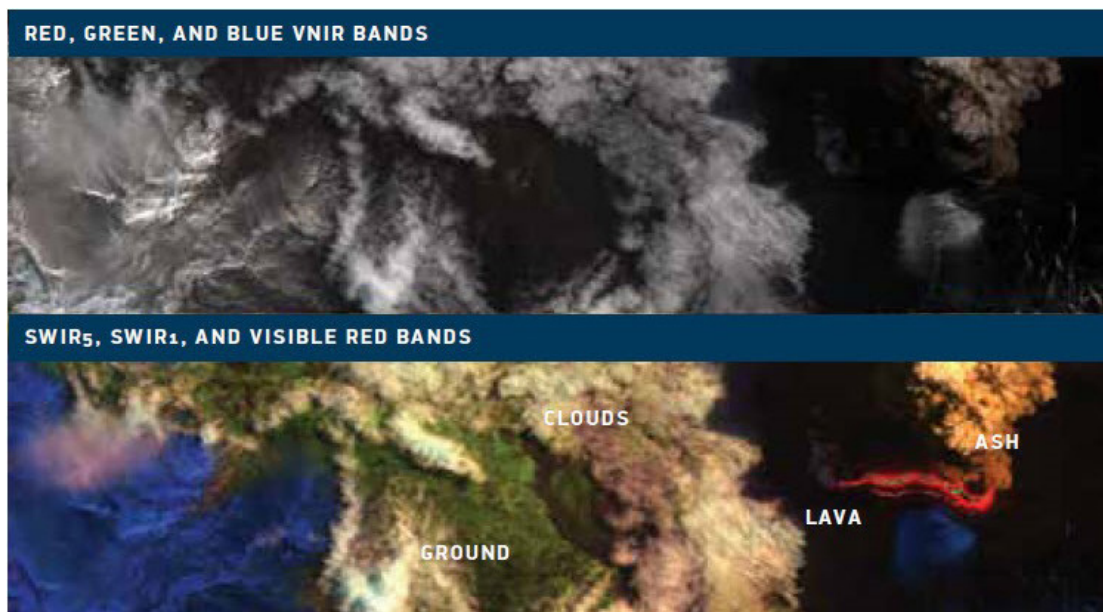 RED, GREEN, AND BLUE VNIR BANDS
SWIR5, SWIR1, AND VISIBLE RED BANDS
CLOUDS
ASH
LAVA
GROUND